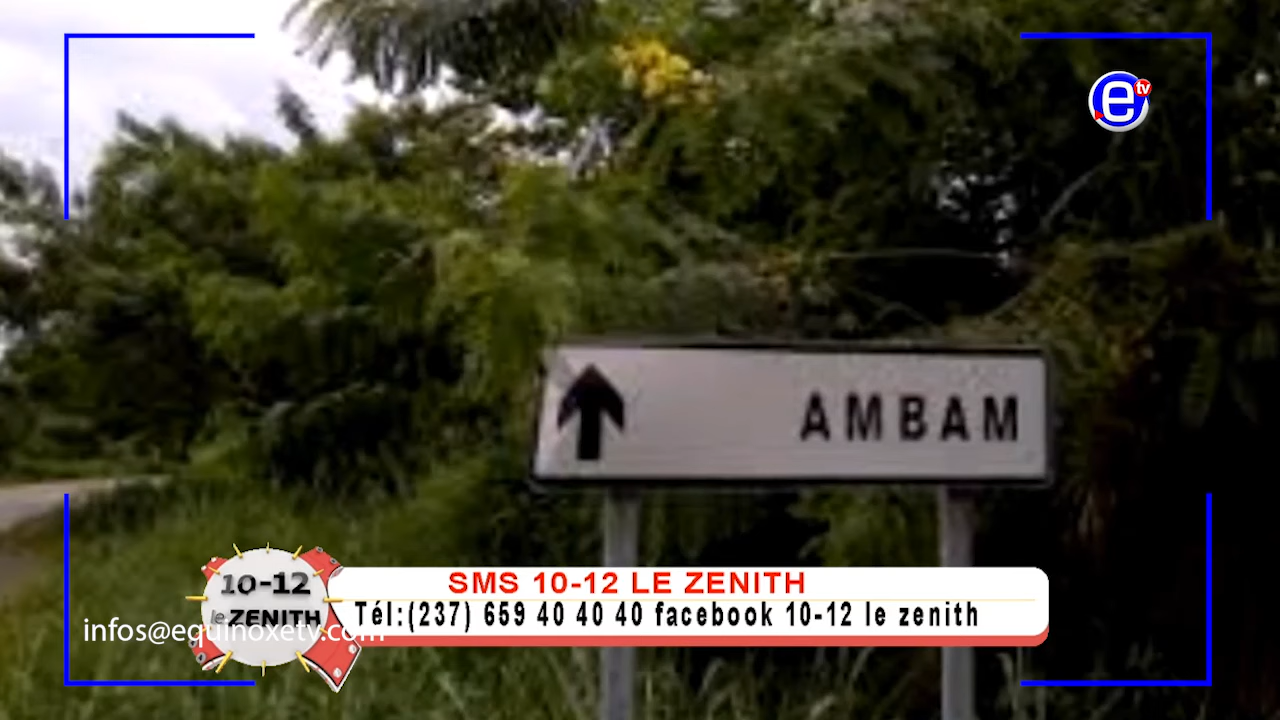 e tv
AMBAM
10-12
le ZENITH
SMS 10-12 LE ZENITH
Tél:(237) 659 40 40 40 facebook 10-12 le zenith
infos@equinoxetv.com